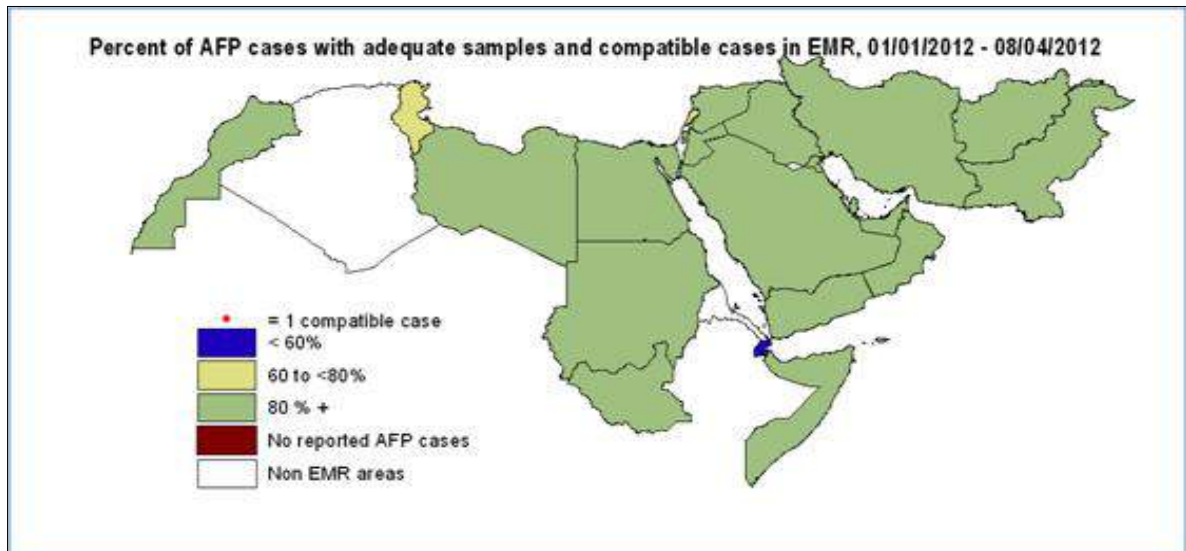 Percent of AFP cases with adequate samples and compatible cases in EMR, 01/01/2012 - 08/04/2012
= 1 compatible case
< 60%
60 to <80%
80 % +
No reported AFP cases
Non EMR areas